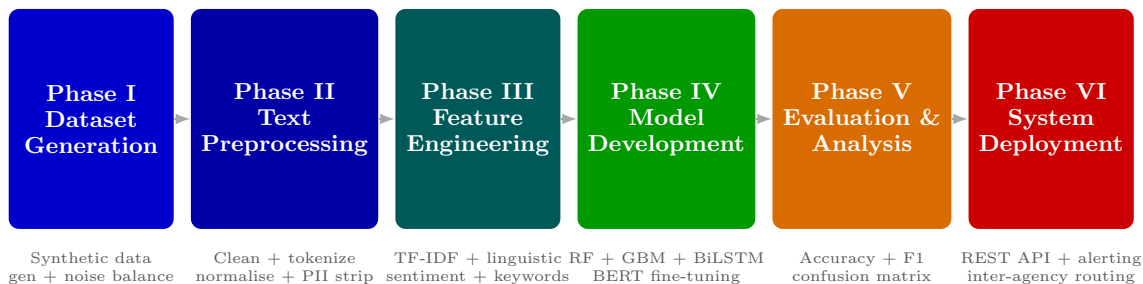 Phase I
Dataset
Generation
Phase II
Text
Preprocessing
Phase III
Feature
Engineering
Phase IV
Model
Development
Phase V
Evaluation &
Analysis
Phase VI
System
Deployment
Synthetic data
gen + noise balance
Clean + tokenize
normalise + PII strip
TF-IDF + linguistic
sentiment + keywords
RF + GBM + BiLSTM
BERT fine-tuning
Accuracy + F1
confusion matrix
REST API + alerting
inter-agency routing